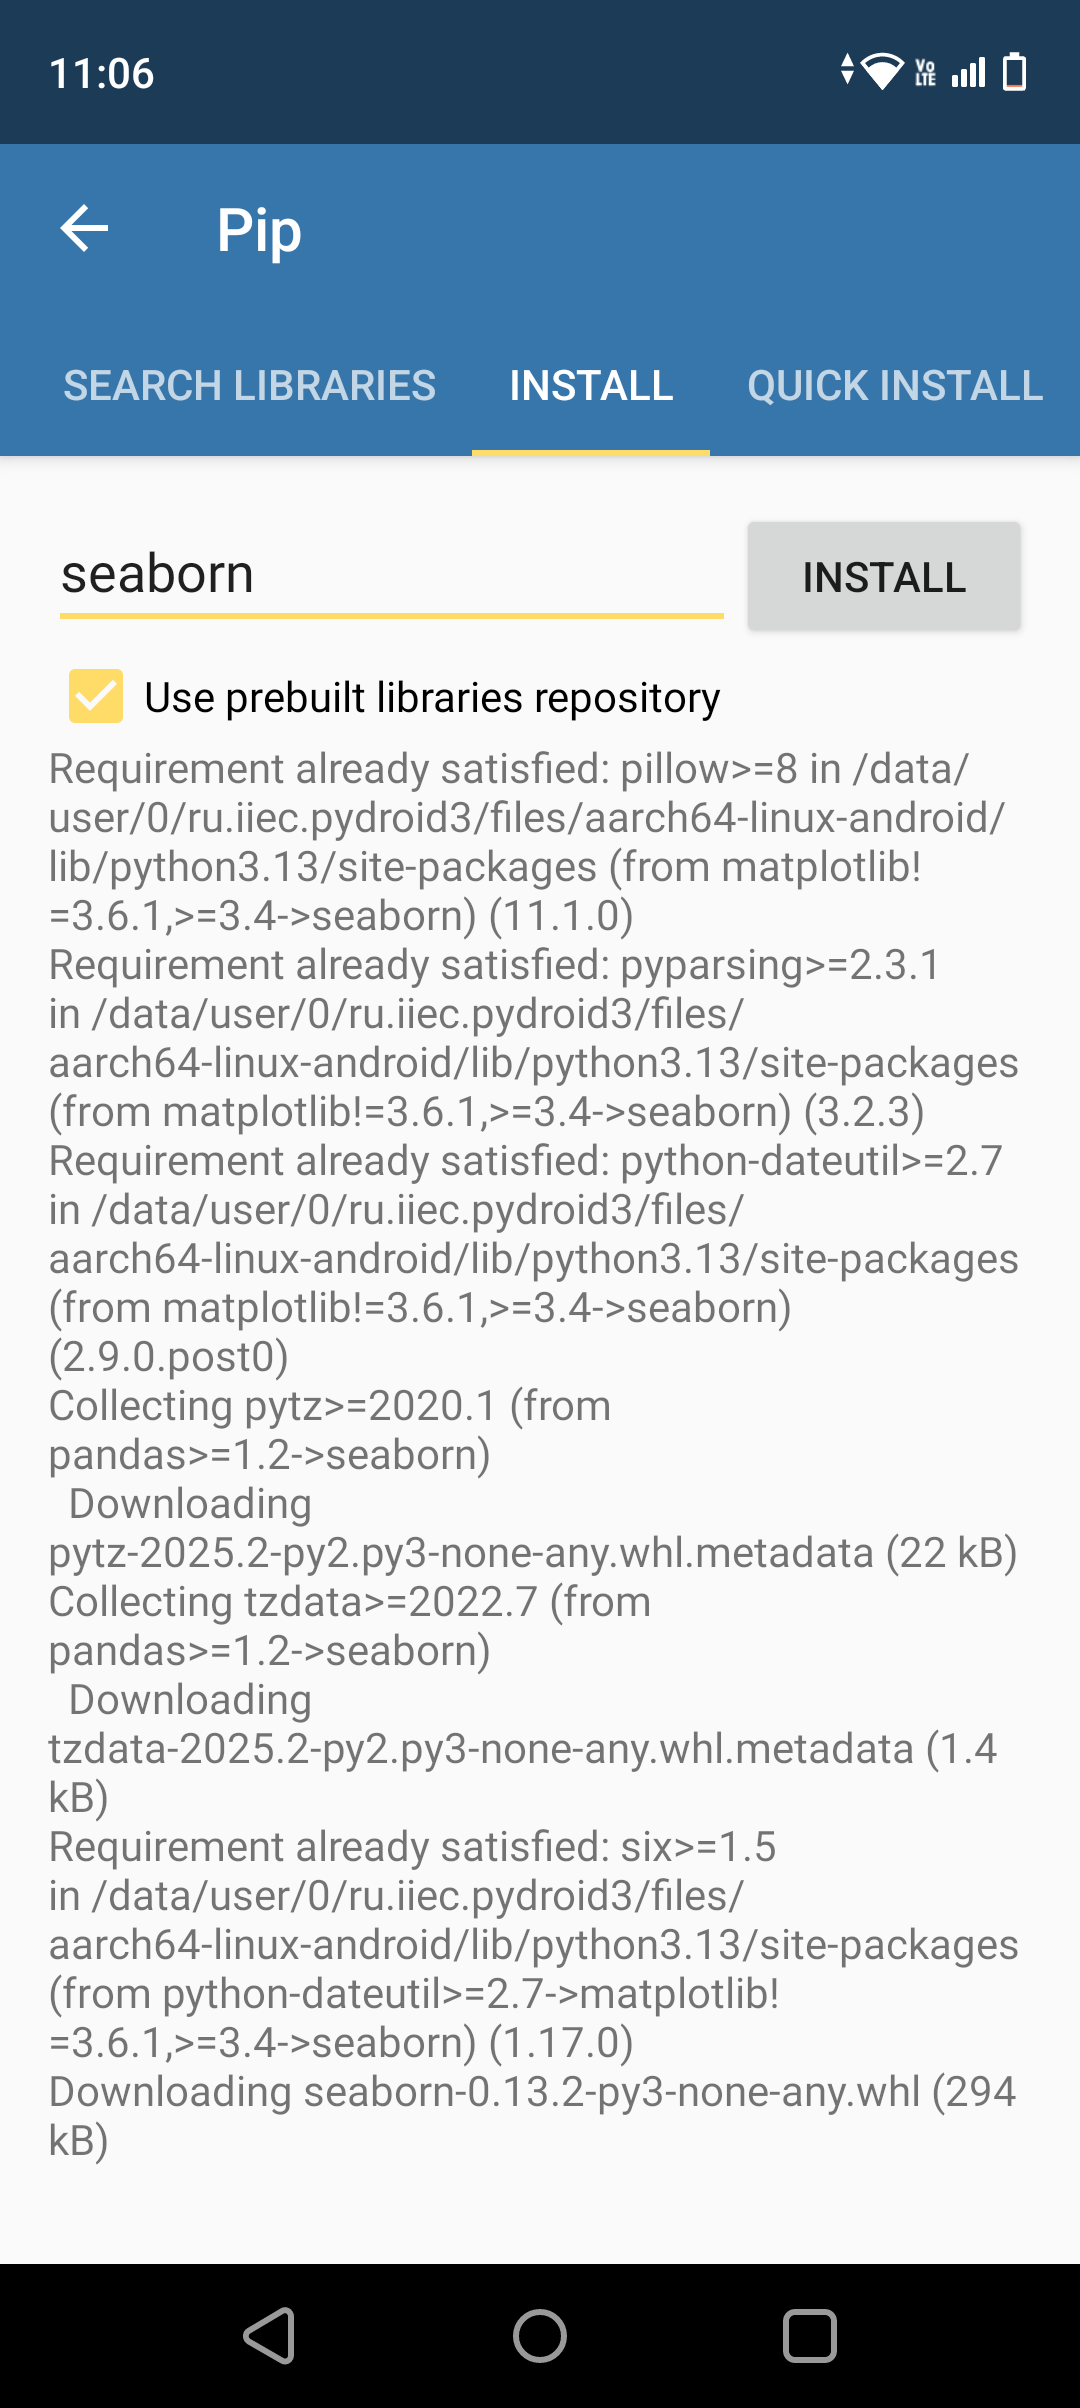 11:06
Vo
LTE
Pip
SEARCH LIBRARIES
INSTALL
QUICK INSTALL
seaborn
INSTALL
Use prebuilt libraries repository
Requirement already satisfied: pillow>=8 in /data/
user/0/ru.iiec.pydroid3/files/aarch64-linux-android/
lib/python3.13/site-packages (from matplotlib!
=3.6.1,>=3.4->seaborn) (11.1.0)
Requirement already satisfied: pyparsing>=2.3.1
in /data/user/0/ru.iiec.pydroid3/files/
aarch64-linux-android/lib/python3.13/site-packages
(from matplotlib!=3.6.1,>=3.4->seaborn) (3.2.3)
Requirement already satisfied: python-dateutil>=2.7
in /data/user/0/ru.iiec.pydroid3/files/
aarch64-linux-android/lib/python3.13/site-packages
(from matplotlib!=3.6.1,>=3.4->seaborn)
(2.9.0.post0)
Collecting pytz>=2020.1 (from
pandas>=1.2->seaborn)
Downloading
pytz-2025.2-py2.py3-none-any.whl.metadata (22 kB)
Collecting tzdata>=2022.7 (from
pandas>=1.2->seaborn)
Downloading
tzdata-2025.2-py2.py3-none-any.whl.metadata (1.4
kB)
Requirement already satisfied: six>=1.5
in /data/user/0/ru.iiec.pydroid3/files/
aarch64-linux-android/lib/python3.13/site-packages
(from python-dateutil>=2.7->matplotlib!
=3.6.1,>=3.4->seaborn) (1.17.0)
Downloading seaborn-0.13.2-py3-none-any.whl (294
kB)